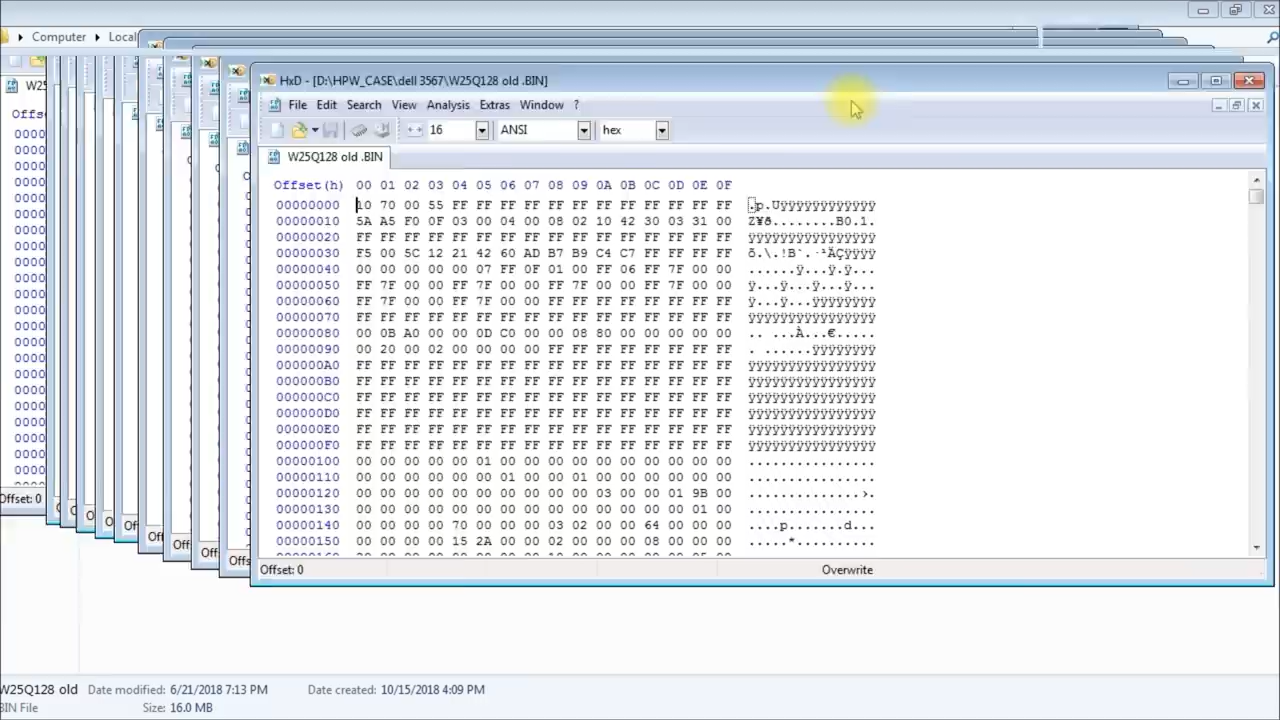 Computer Local
HxD - [D:\HPW_CASE\dell 3567\W25Q128 old .BIN]
File Edit Search View Analysis Extras Window ?
16 ANSI hex
W25Q128 old .BIN
Offset(h) 00 01 02 03 04 05 06 07 08 09 0A 0B 0C 0D 0E 0F
00000000 10 70 00 55 FF FF FF FF FF FF FF FF FF FF FF FF .p.Uÿÿÿÿÿÿÿÿÿÿÿÿ
00000010 5A A5 F0 0F 03 00 04 00 08 02 10 42 30 03 31 00 Z¥ð........B0.1.
00000020 FF FF FF FF FF FF FF FF FF FF FF FF FF FF FF FF ÿÿÿÿÿÿÿÿÿÿÿÿÿÿÿÿ
00000030 F5 00 5C 12 21 42 60 AD B7 B9 C4 C7 FF FF FF FF õ.\.!B`.·¹ÄÇÿÿÿÿ
00000040 00 00 00 00 00 07 FF 0F 01 00 FF 06 FF 7F 00 00 ......ÿ...ÿ.ÿ...
00000050 FF 7F 00 00 FF 7F 00 00 FF 7F 00 00 FF 7F 00 00 ÿ...ÿ...ÿ...ÿ...
00000060 FF 7F 00 00 FF 7F 00 00 FF FF FF FF FF FF FF FF ÿ...ÿ...ÿÿÿÿÿÿÿÿ
00000070 FF FF FF FF FF FF FF FF FF FF FF FF FF FF FF FF ÿÿÿÿÿÿÿÿÿÿÿÿÿÿÿÿ
00000080 00 0B A0 00 00 0D C0 00 00 08 80 00 00 00 00 00 .. ...À...€.....
00000090 00 20 00 02 00 00 00 00 FF FF FF FF FF FF FF FF . ......ÿÿÿÿÿÿÿÿ
000000A0 FF FF FF FF FF FF FF FF FF FF FF FF FF FF FF FF ÿÿÿÿÿÿÿÿÿÿÿÿÿÿÿÿ
000000B0 FF FF FF FF FF FF FF FF FF FF FF FF FF FF FF FF ÿÿÿÿÿÿÿÿÿÿÿÿÿÿÿÿ
000000C0 FF FF FF FF FF FF FF FF FF FF FF FF FF FF FF FF ÿÿÿÿÿÿÿÿÿÿÿÿÿÿÿÿ
000000D0 FF FF FF FF FF FF FF FF FF FF FF FF FF FF FF FF ÿÿÿÿÿÿÿÿÿÿÿÿÿÿÿÿ
000000E0 FF FF FF FF FF FF FF FF FF FF FF FF FF FF FF FF ÿÿÿÿÿÿÿÿÿÿÿÿÿÿÿÿ
000000F0 FF FF FF FF FF FF FF FF FF FF FF FF FF FF FF FF ÿÿÿÿÿÿÿÿÿÿÿÿÿÿÿÿ
00000100 00 00 00 00 00 01 00 00 00 00 00 00 00 00 00 00 ................
00000110 00 00 00 00 00 00 01 00 00 01 00 00 00 00 00 00 ................
00000120 00 00 00 00 00 00 00 00 00 00 03 00 00 01 9B 00 ..............›.
00000130 00 00 00 00 00 00 00 00 00 00 00 00 00 00 01 00 ................
00000140 00 00 00 00 70 00 00 00 03 02 00 00 64 00 00 00 ....p.......d...
00000150 00 00 00 00 15 2A 00 00 02 00 00 00 08 00 00 00 .....*..........
Offset: 0 Overwrite
W25Q128 old Date modified: 6/21/2018 7:13 PM Date created: 10/15/2018 4:09 PM
BIN File Size: 16.0 MB